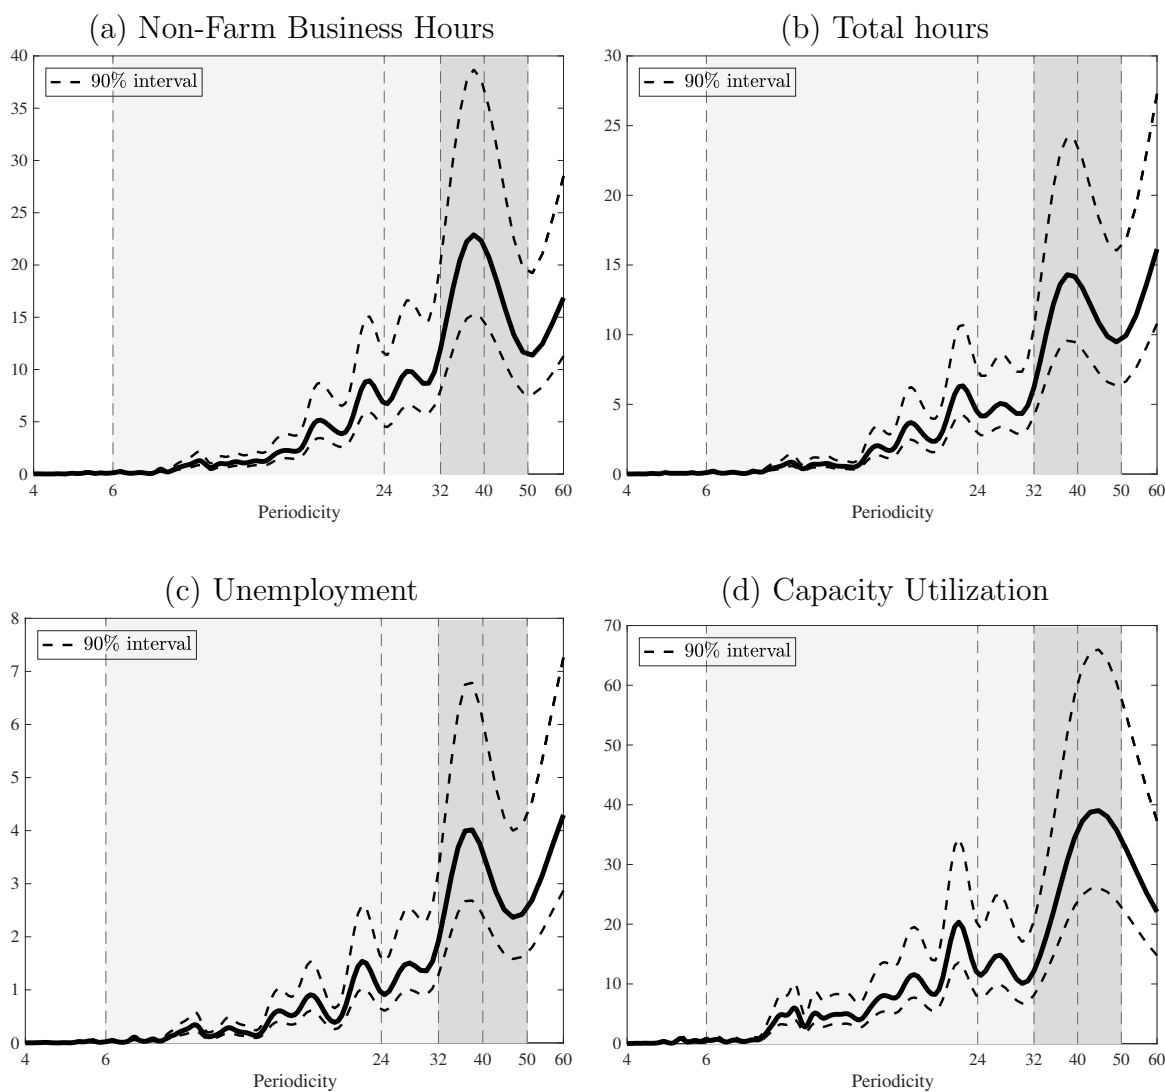 (a) Non-Farm Business Hours
40
35
30
25
20
15
10
5
0
90% interval
4 6 24 32 40 50 60
Periodicity
(b) Total hours
30
25
20
15
10
5
0
90% interval
4 6 24 32 40 50 60
Periodicity
(c) Unemployment
8
7
6
5
4
3
2
1
0
90% interval
4 6 24 32 40 50 60
Periodicity
(d) Capacity Utilization
70
60
50
40
30
20
10
0
90% interval
4 6 24 32 40 50 60
Periodicity